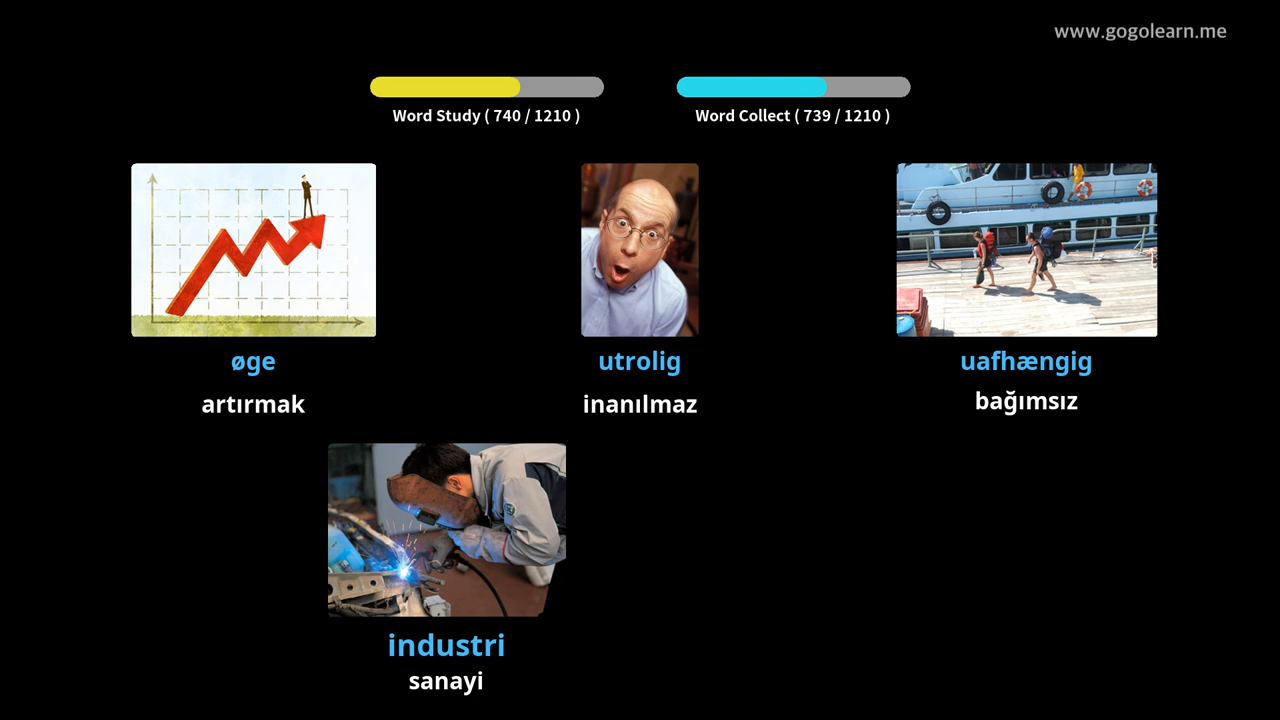 www.gogolearn.me
Word Study ( 740 / 1210 )
Word Collect ( 739 / 1210 )
øge
artırmak
utrolig
inanılmaz
uafhængig
bağımsız
industri
sanayi